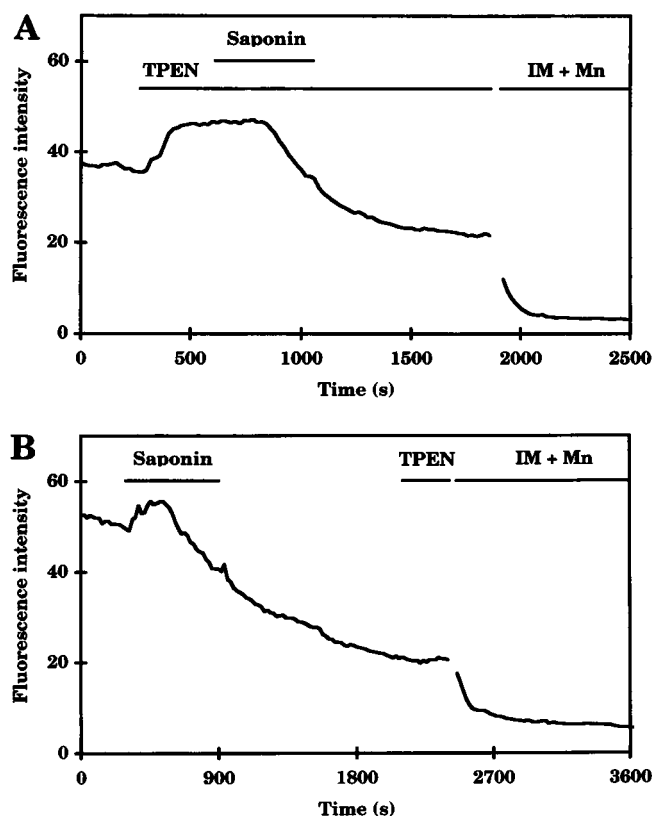 A
Saponin
60
TPEN
IM + Mn
40
20
0
Fluorescence intensity
0 500 1000 1500 2000 2500
Time (s)
B
60
Saponin
TPEN
IM + Mn
40
20
0
Fluorescence intensity
0 900 1800 2700 3600
Time (s)